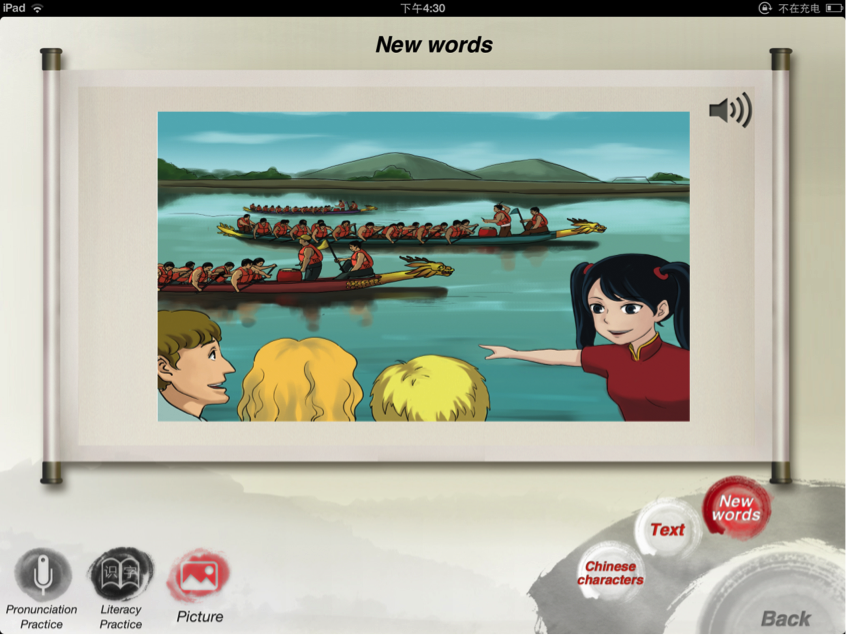 iPad 下午4:30 不在充电
New words
识字
New
words
Text
Chinese
characters
Pronunciation
Practice
Literacy
Practice
Picture
Back